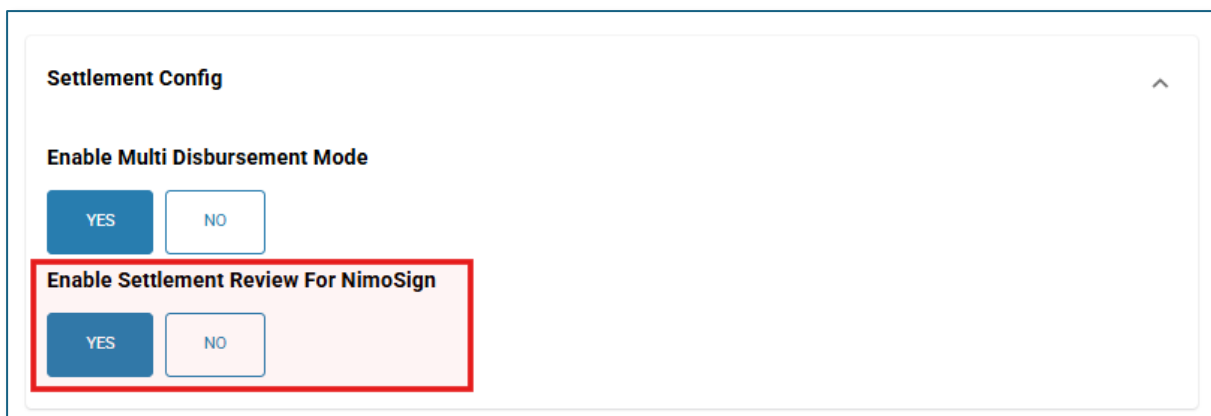 Settlement Config
Enable Multi Disbursement Mode
YES NO
Enable Settlement Review For NimoSign
YES NO